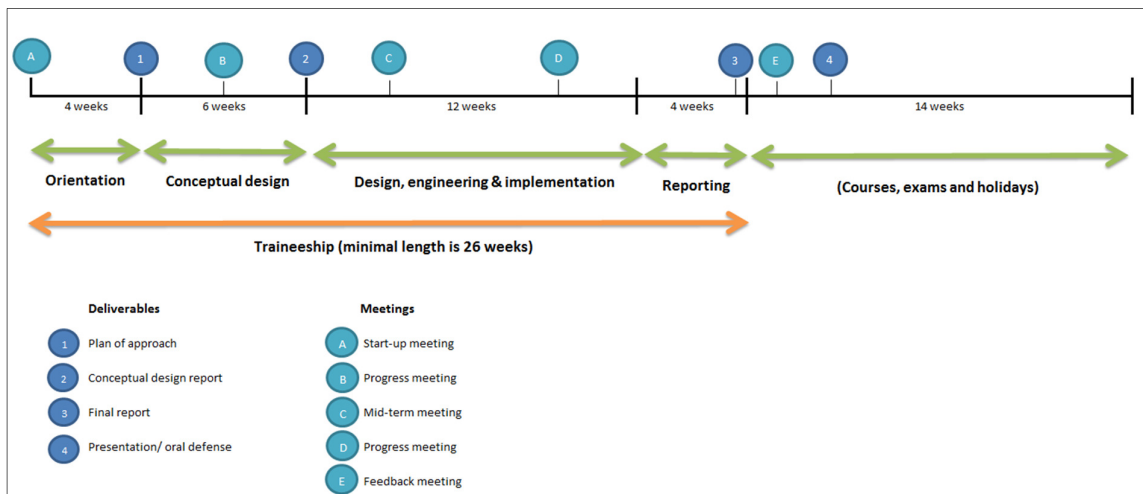 A
1
B
2
C
D
3
E
4
4 weeks
6 weeks
12 weeks
4 weeks
14 weeks
Orientation
Conceptual design
Design, engineering & implementation
Reporting
(Courses, exams and holidays)
Traineeship (minimal length is 26 weeks)
Deliverables
1 Plan of approach
2 Conceptual design report
3 Final report
4 Presentation/ oral defense
Meetings
A Start-up meeting
B Progress meeting
C Mid-term meeting
D Progress meeting
E Feedback meeting